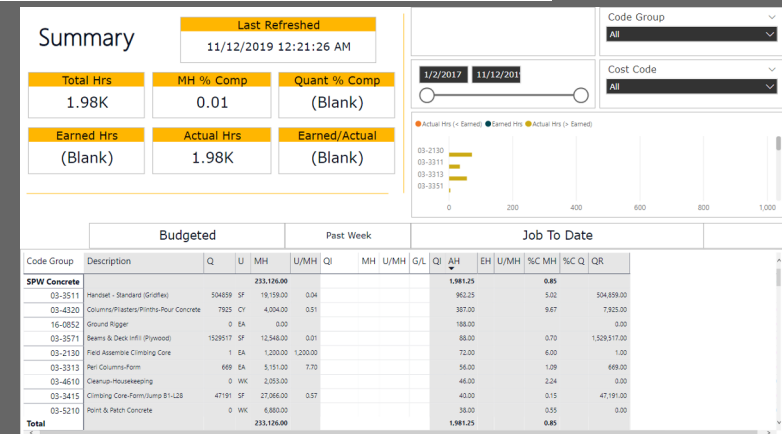 Summary
Last Refreshed
11/12/2019 12:21:26 AM
Code Group
All
Total Hrs
1.98K
MH % Comp
0.01
Quant % Comp
(Blank)
1/2/2017 11/12/201
Cost Code
All
Earned Hrs
(Blank)
Actual Hrs
1.98K
Earned/Actual
(Blank)
Actual Hrs (< Earned) Earned Hrs Actual Hrs (> Earned)
03-2130
03-3311
03-3313
03-3351
0 200 400 600 800 1,000
Budgeted Past Week Job To Date
Code Group Description Q U MH U/MH QI MH U/MH G/L QI AH EH U/MH %C MH %C Q QR
SPW Concrete 233,126.00 1,981.25 0.85
03-3511 Handset - Standard (Gridflex) 504859 SF 19,159.00 0.04 962.25 5.02 504,859.00
03-4320 Columns/Pliasters/Plinths-Pour Concrete 7925 CY 4,004.00 0.51 387.00 9.67 7,925.00
16-0852 Ground Rigger 0 EA 0.00 188.00 0.00
03-3571 Beams & Deck Infill (Plywood) 1529517 SF 12,548.00 0.01 88.00 0.70 1,529,517.00
03-2130 Field Assemble Climbing Core 1 EA 1,200.00 1,200.00 72.00 6.00 1.00
03-3313 Peri Columns-Form 669 EA 5,151.00 7.70 56.00 1.09 669.00
03-4610 Cleanup-Housekeeping 0 WK 2,053.00 46.00 2.24 0.00
03-3415 Climbing Core-Form/Jump B1-L28 47191 SF 27,066.00 0.57 40.00 0.15 47,191.00
03-5210 Point & Patch Concrete 0 WK 6,880.00 38.00 0.55 0.00
Total 233,126.00 1,981.25 0.85